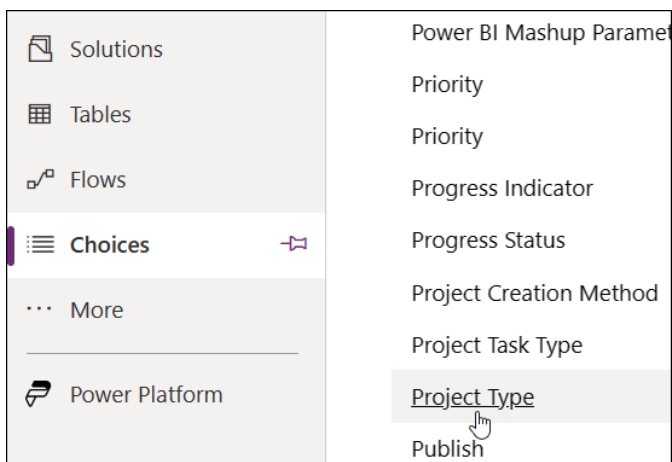 Solutions
Tables
Flows
Choices
More
Power Platform
Power BI Mashup Paramet
Priority
Priority
Progress Indicator
Progress Status
Project Creation Method
Project Task Type
Project Type
Publish